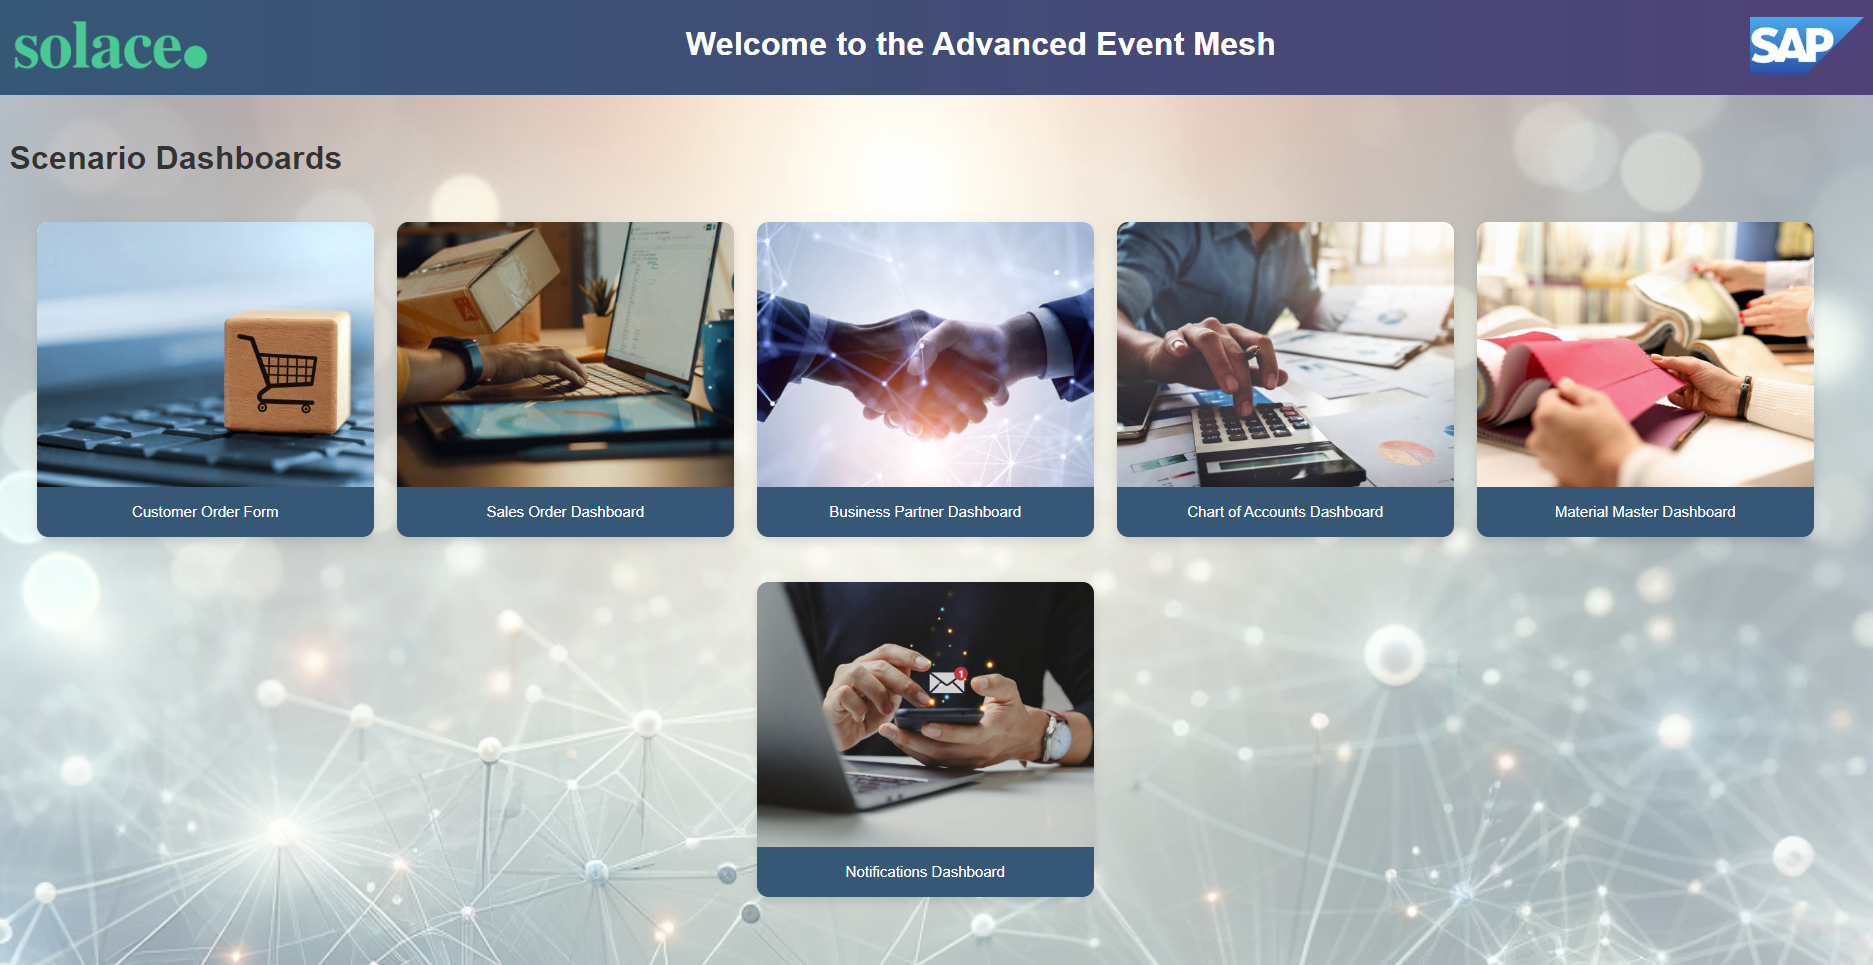 solace.
Welcome to the Advanced Event Mesh
SAP
Scenario Dashboards
Customer Order Form
Sales Order Dashboard
Business Partner Dashboard
Chart of Accounts Dashboard
Material Master Dashboard
1
Notifications Dashboard